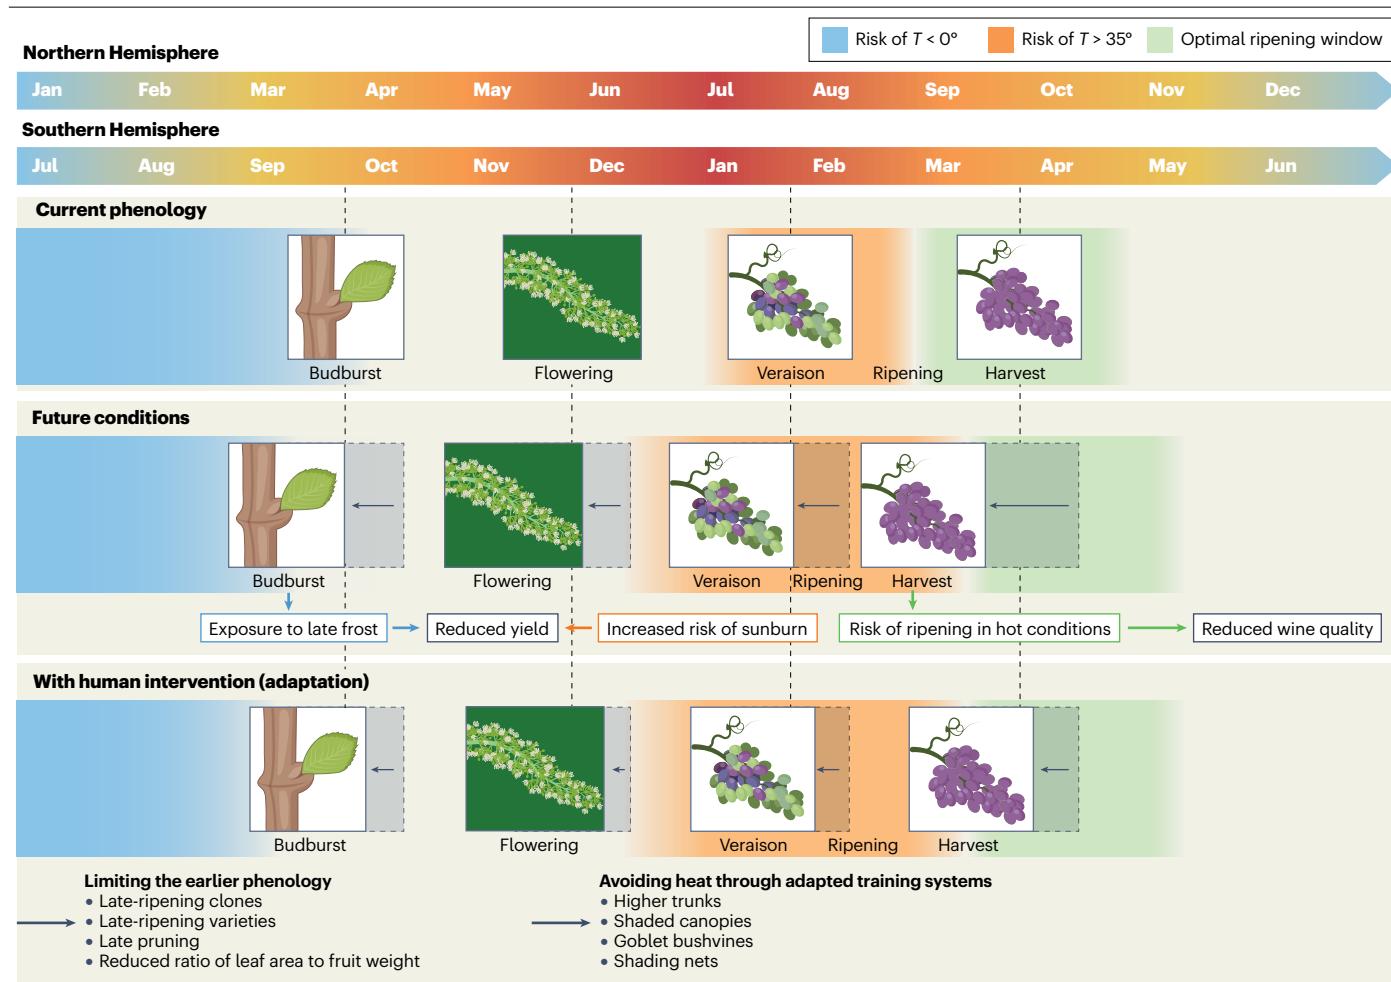 Risk of T < 0° Risk of T > 35° Optimal ripening window
Northern Hemisphere
Jan Feb Mar Apr May Jun Jul Aug Sep Oct Nov Dec
Southern Hemisphere
Jul Aug Sep Oct Nov Dec Jan Feb Mar Apr May Jun
Current phenology
Budburst Flowering Veraison Ripening Harvest
Future conditions
Budburst Flowering Veraison Ripening Harvest
Exposure to late frost Reduced yield Increased risk of sunburn Risk of ripening in hot conditions Reduced wine quality
With human intervention (adaptation)
Budburst Flowering Veraison Ripening Harvest
Limiting the earlier phenology
• Late-ripening clones
• Late-ripening varieties
• Late pruning
• Reduced ratio of leaf area to fruit weight
Avoiding heat through adapted training systems
• Higher trunks
• Shaded canopies
• Goblet bushvines
• Shading nets